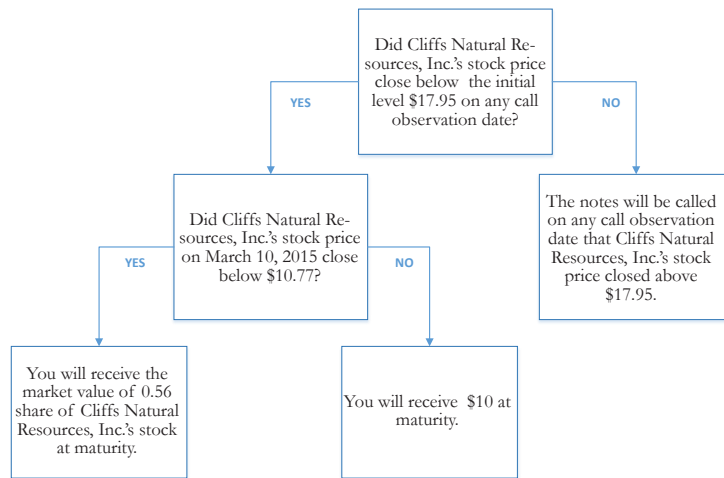 Did Cliffs Natural Re-
sources, Inc.'s stock price
close below the initial
level $17.95 on any call
observation date?
YES
NO
Did Cliffs Natural Re-
sources, Inc.'s stock price
on March 10, 2015 close
below $10.77?
The notes will be called
on any call observation
date that Cliffs Natural
Resources, Inc.'s stock
price closed above
$17.95.
YES
NO
You will receive the
market value of 0.56
share of Cliffs Natural
Resources, Inc.'s stock
at maturity.
You will receive $10 at
maturity.